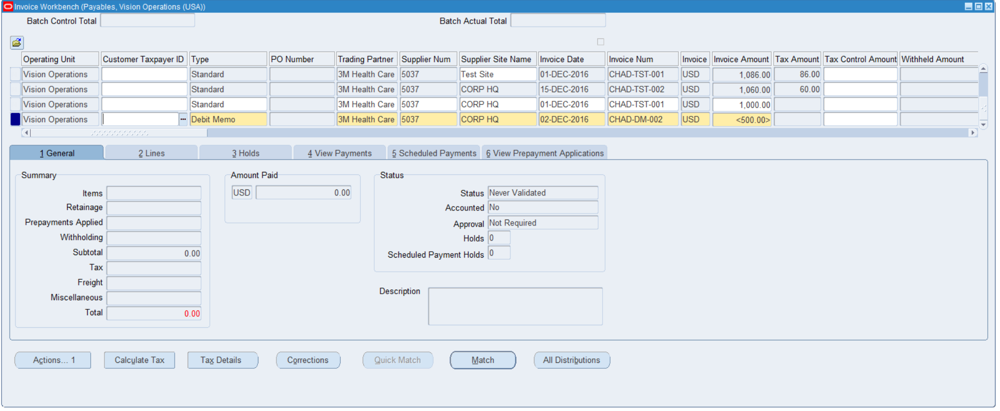 Invoice Workbench (Payables, Vision Operations (USA))
Batch Control Total Batch Actual Total
Operating Unit Customer Taxpayer ID Type PO Number Trading Partner Supplier Num Supplier Site Name Invoice Date Invoice Num Invoice Invoice Amount Tax Amount Tax Control Amount Withheld Amount
Vision Operations Standard 3M Health Care 5037 Test Site 01-DEC-2016 CHAD-TST-001 USD 1,086.00 86.00
Vision Operations Standard 3M Health Care 5037 CORP HQ 15-DEC-2016 CHAD-TST-002 USD 1,060.00 60.00
Vision Operations Standard 3M Health Care 5037 CORP HQ 01-DEC-2016 CHAD-TST-001 USD 1,000.00
Vision Operations ... Debit Memo 3M Health Care 5037 CORP HQ 02-DEC-2016 CHAD-DM-002 USD <500.00>
1 General 2 Lines 3 Holds 4 View Payments 5 Scheduled Payments 6 View Prepayment Applications
Summary
Items
Retainage
Prepayments Applied
Withholding
Subtotal 0.00
Tax
Freight
Miscellaneous
Total 0.00
Amount Paid
USD 0.00
Status
Status Never Validated
Accounted No
Approval Not Required
Holds 0
Scheduled Payment Holds 0
Description
Actions... 1 Calculate Tax Tax Details Corrections Quick Match Match All Distributions